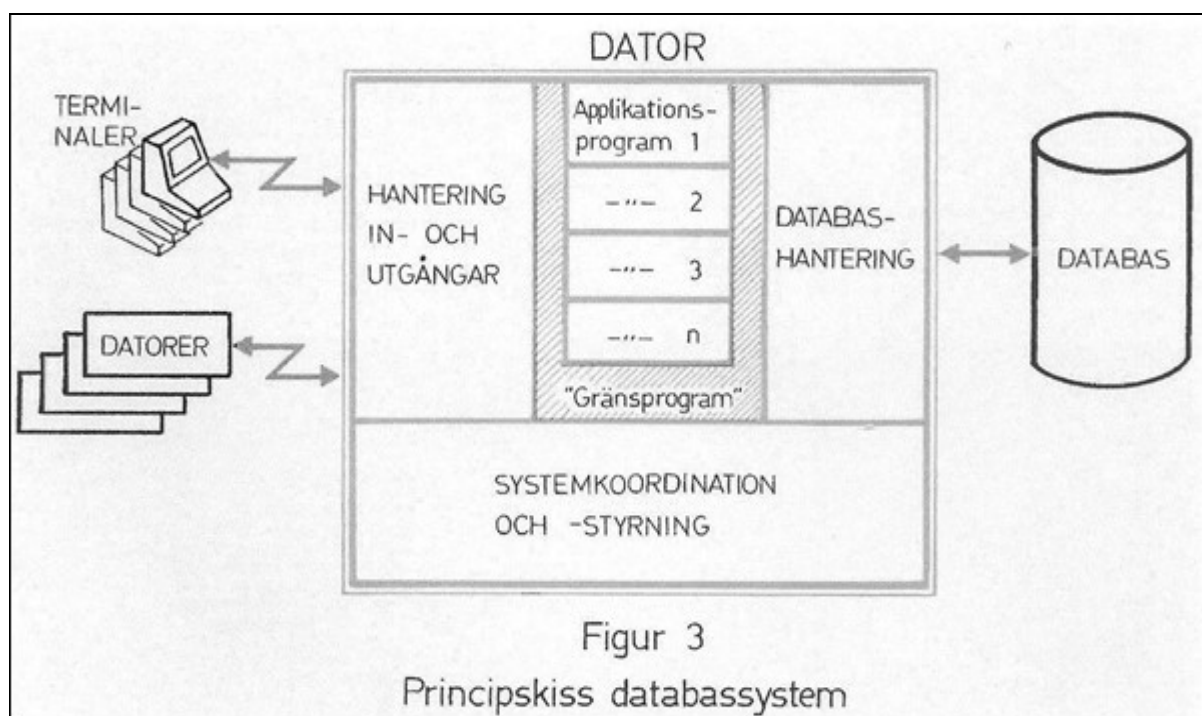 DATOR
TERMI-
NALER
DATORER
HANTERING
IN- OCH
UTGÅNGAR
Applikations-
program 1
-"- 2
-"- 3
-"- n
"Gränsprogram"
DATABAS-
HANTERING
DATABAS
SYSTEMKOORDINATION
OCH -STYRNING
Figur 3
Principskiss databassystem